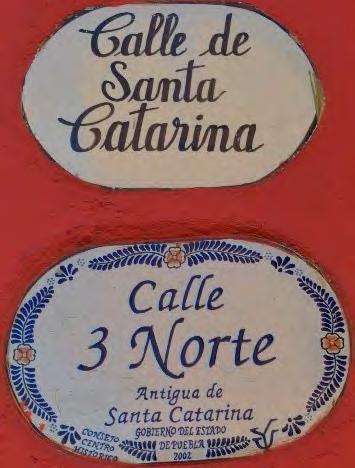 Calle de
Santa
Catarina
Calle
3 Norte
Antigua de
Santa Catarina
CONSEJO
CENTRO
HISTORICO
GOBIERNO DEL ESTADO
DE PUEBLA
2002